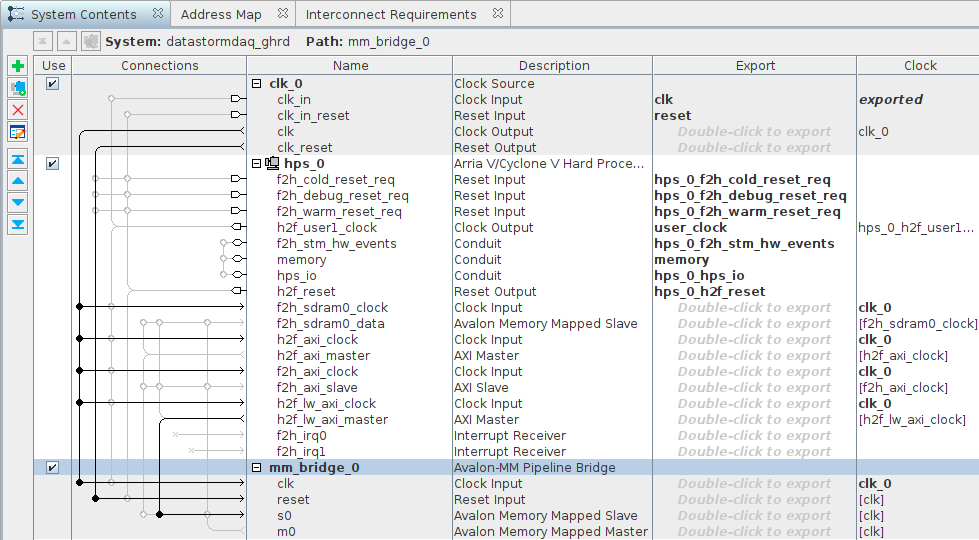 System Contents Address Map Interconnect Requirements
System: datastormdaq_ghrd Path: mm_bridge_0
Use Connections Name Description Export Clock
clk_0 Clock Source
clk_in Clock Input clk exported
clk_in_reset Reset Input reset
clk Clock Output Double-click to export clk_0
clk_reset Reset Output Double-click to export
hps_0 Arria V/Cyclone V Hard Proce...
f2h_cold_reset_req Reset Input hps_0_f2h_cold_reset_req
f2h_debug_reset_req Reset Input hps_0_f2h_debug_reset_req
f2h_warm_reset_req Reset Input hps_0_f2h_warm_reset_req
h2f_user1_clock Clock Output user_clock hps_0_h2f_user1...
f2h_stm_hw_events Conduit hps_0_f2h_stm_hw_events
memory Conduit memory
hps_io Conduit hps_0_hps_io
h2f_reset Reset Output hps_0_h2f_reset
f2h_sdram0_clock Clock Input Double-click to export clk_0
f2h_sdram0_data Avalon Memory Mapped Slave Double-click to export [f2h_sdram0_clock]
h2f_axi_clock Clock Input Double-click to export clk_0
h2f_axi_master AXI Master Double-click to export [h2f_axi_clock]
f2h_axi_clock Clock Input Double-click to export clk_0
f2h_axi_slave AXI Slave Double-click to export [f2h_axi_clock]
h2f_lw_axi_clock Clock Input Double-click to export clk_0
h2f_lw_axi_master AXI Master Double-click to export [h2f_lw_axi_clock]
f2h_irq0 Interrupt Receiver Double-click to export
f2h_irq1 Interrupt Receiver Double-click to export
mm_bridge_0 Avalon-MM Pipeline Bridge
clk Clock Input Double-click to export clk_0
reset Reset Input Double-click to export [clk]
s0 Avalon Memory Mapped Slave Double-click to export [clk]
m0 Avalon Memory Mapped Master Double-click to export [clk]